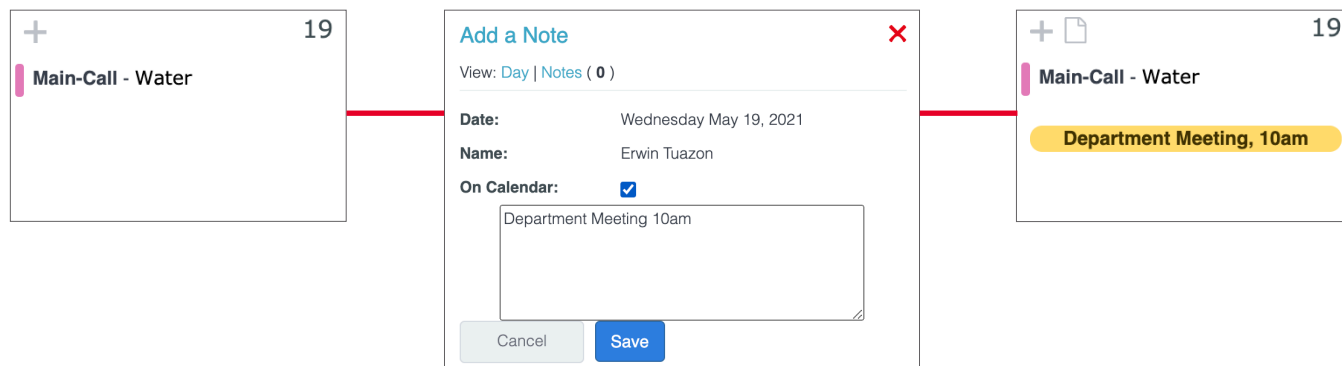 19
Main-Call - Water
Add a Note
View: Day | Notes ( 0 )
Date: Wednesday May 19, 2021
Name: Erwin Tuazon
On Calendar:
Department Meeting 10am
Cancel Save
19
Main-Call - Water
Department Meeting, 10am